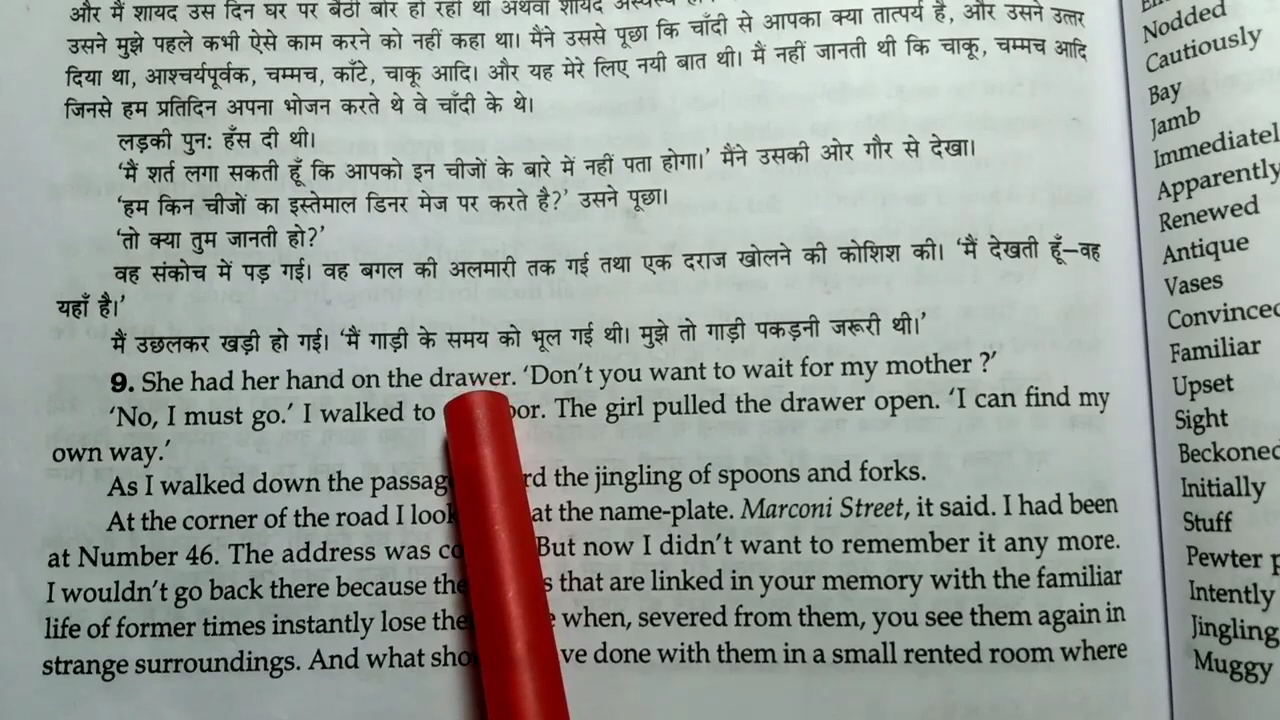 और मैं शायद उस दिन घर पर बैठी बोर हो रही थी अथवा शायद
उसने मुझे पहले कभी ऐसे काम करने को नहीं कहा था। मैंने उससे पूछा कि चाँदी से आपका क्या तात्पर्य है, और उसने उत्तर
दिया था, आश्चर्यपूर्वक, चम्मच, काँटे, चाकू आदि। और यह मेरे लिए नयी बात थी। मैं नहीं जानती थी कि चाकू, चम्मच आदि
जिनसे हम प्रतिदिन अपना भोजन करते थे वे चाँदी के थे।
लड़की पुनः हँस दी थी।
‘मैं शर्त लगा सकती हूँ कि आपको इन चीजों के बारे में नहीं पता होगा।’ मैंने उसकी ओर गौर से देखा।
‘हम किन चीजों का इस्तेमाल डिनर मेज पर करते है?’ उसने पूछा।
‘तो क्या तुम जानती हो?’
वह संकोच में पड़ गई। वह बगल की अलमारी तक गई तथा एक दराज खोलने की कोशिश की। ‘मैं देखती हूँ—वह
यहाँ है।’
मैं उछलकर खड़ी हो गई। ‘मैं गाड़ी के समय को भूल गई थी। मुझे तो गाड़ी पकड़नी जरूरी थी।’
9. She had her hand on the drawer. ‘Don’t you want to wait for my mother ?’
‘No, I must go.’ I walked to oor. The girl pulled the drawer open. ‘I can find my
own way.’
As I walked down the passag rd the jingling of spoons and forks.
At the corner of the road I look at the name-plate. Marconi Street, it said. I had been
at Number 46. The address was co But now I didn’t want to remember it any more.
I wouldn’t go back there because the s that are linked in your memory with the familiar
life of former times instantly lose the e when, severed from them, you see them again in
strange surroundings. And what sho ve done with them in a small rented room where
Nodded
Cautiously
Bay
Jamb
Immediatel
Apparently
Renewed
Antique
Vases
Convinced
Familiar
Upset
Sight
Beckoned
Initially
Stuff
Pewter p
Intently
Jingling
Muggy